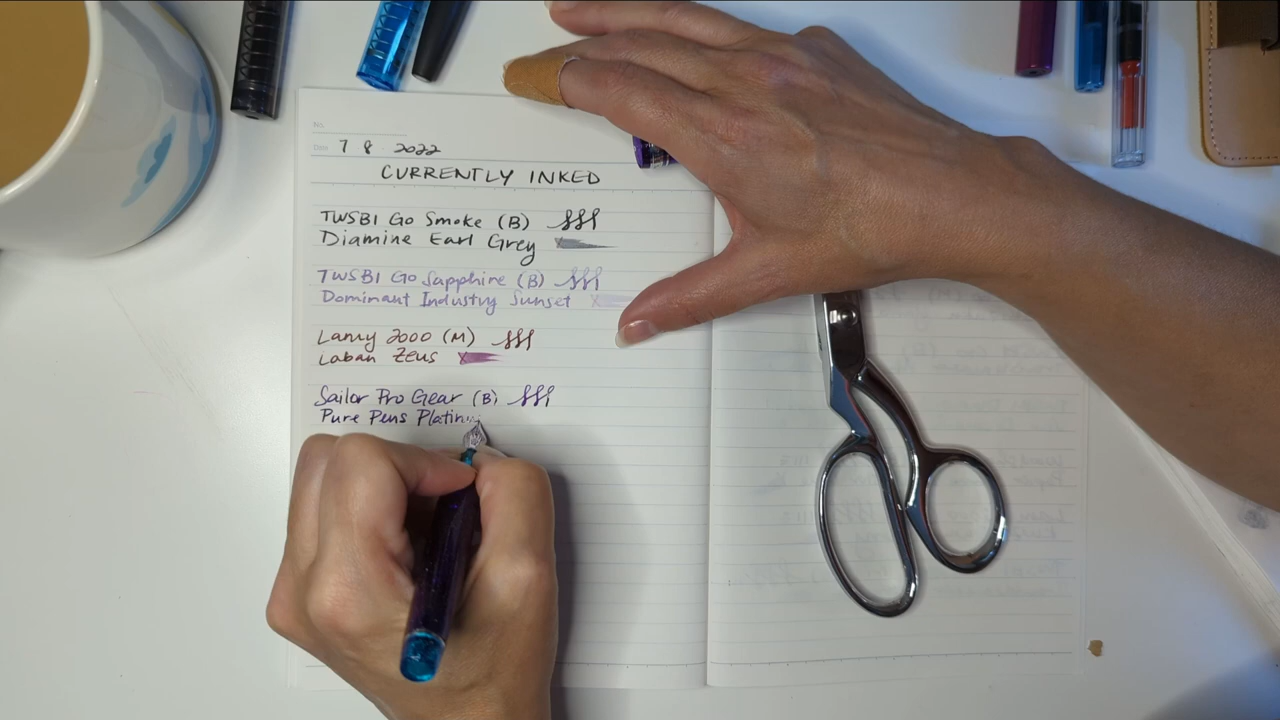 No.
Date 7 8 2022
CURRENTLY INKED
TWSBI Go Smoke (B)
Diamine Earl Grey
TWSBI Go Sapphire (B)
Dominant Industry Sunset
Lamy 2000 (M)
Laban Zeus
Sailor Pro Gear (B)
Pure Pens Platinu